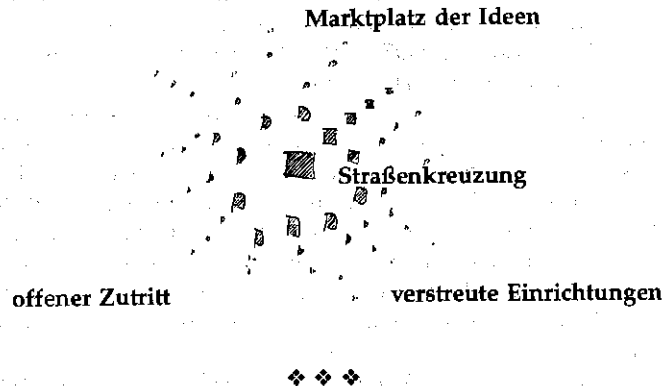 Marktplatz der Ideen
Straßenkreuzung
offener Zutritt
verstreute Einrichtungen